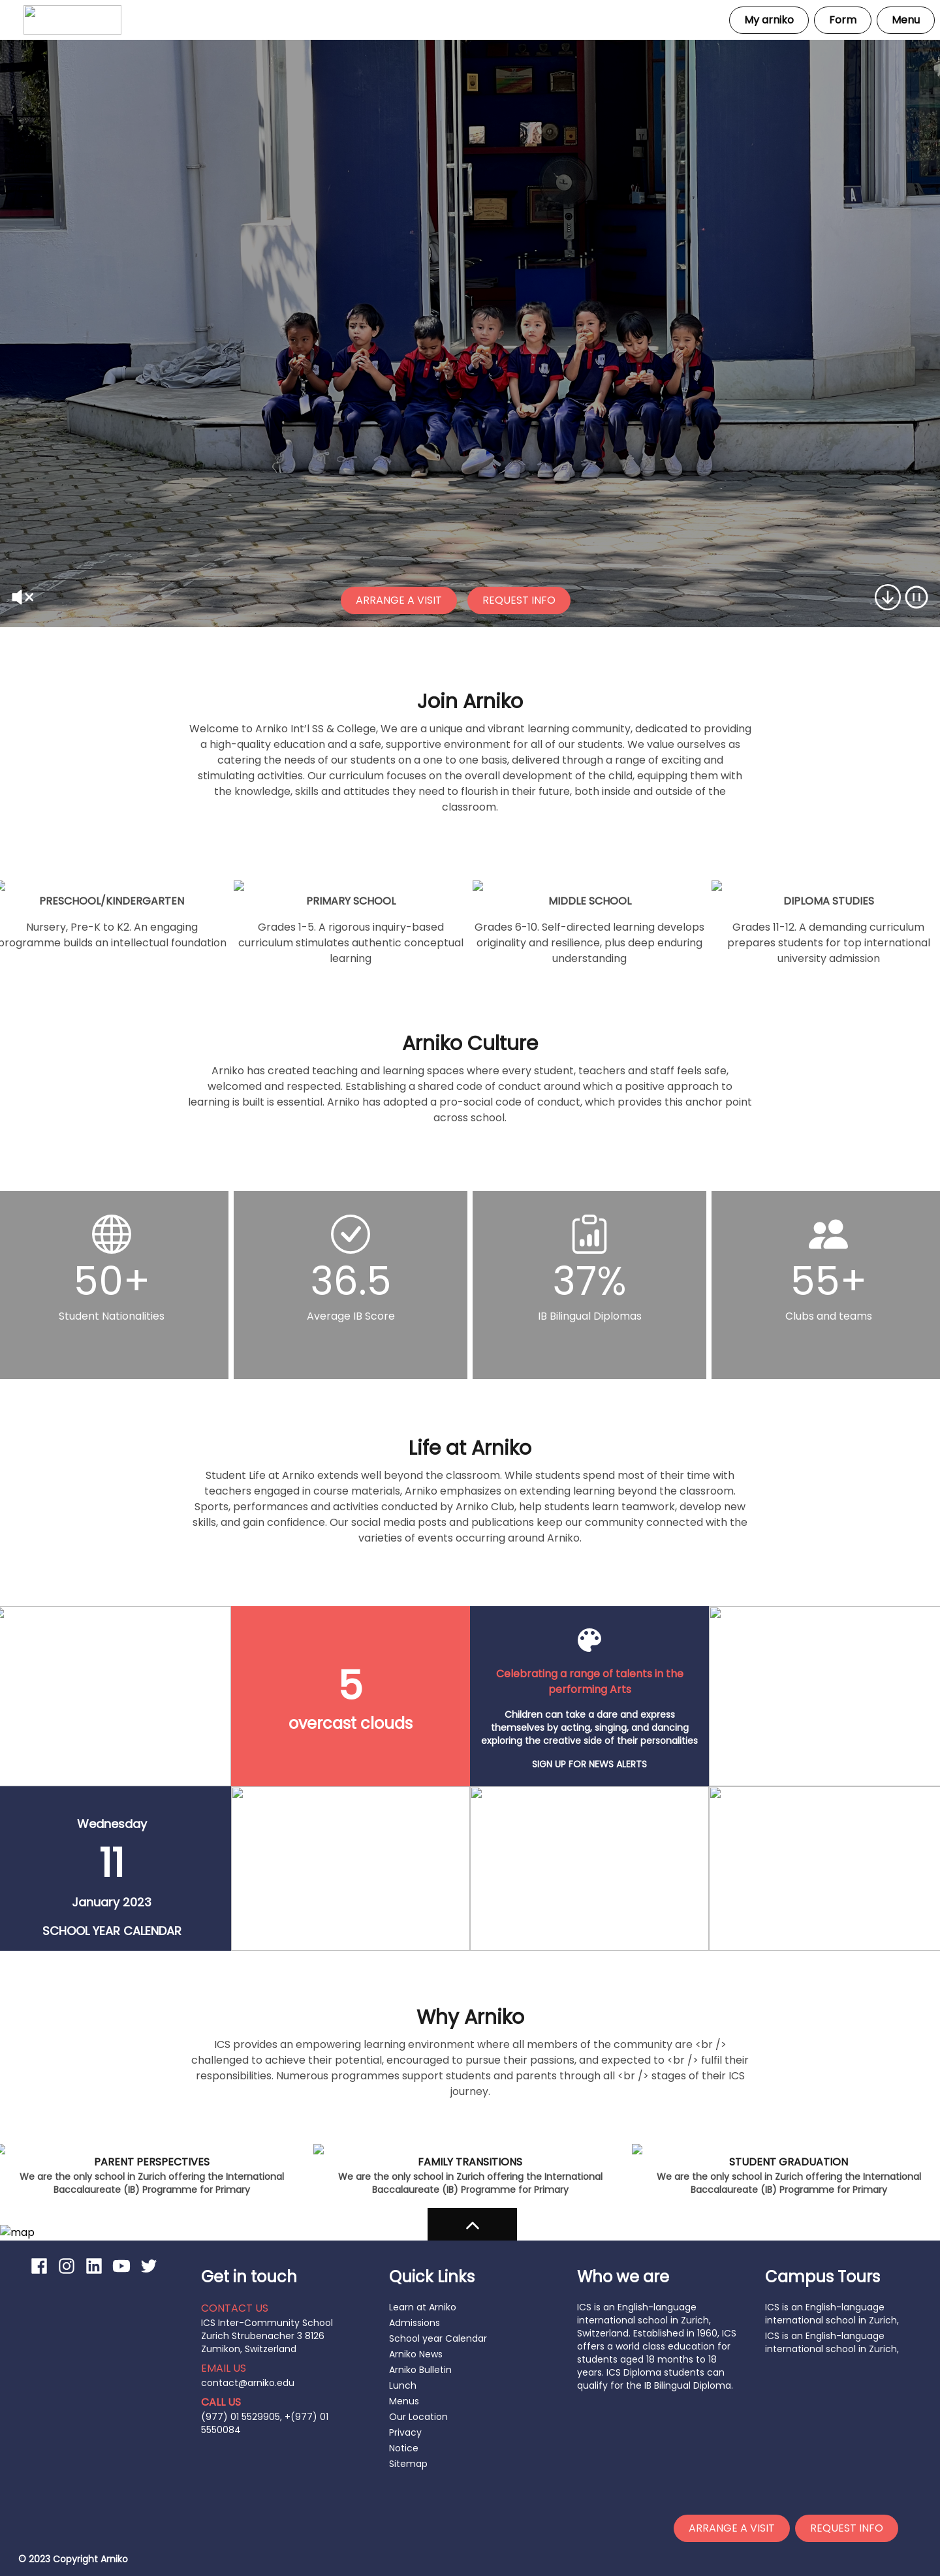 My arniko Form Menu
ARRANGE A VISIT REQUEST INFO
Join Arniko
Welcome to Arniko Int'l SS & College, We are a unique and vibrant learning community, dedicated to providing
a high-quality education and a safe, supportive environment for all of our students. We value ourselves as
catering the needs of our students on a one to one basis, delivered through a range of exciting and
stimulating activities. Our curriculum focuses on the overall development of the child, equipping them with
the knowledge, skills and attitudes they need to flourish in their future, both inside and outside of the
classroom.
PRESCHOOL/KINDERGARTEN
Nursery, Pre-K to K2. An engaging
programme builds an intellectual foundation
PRIMARY SCHOOL
Grades 1-5. A rigorous inquiry-based
curriculum stimulates authentic conceptual
learning
MIDDLE SCHOOL
Grades 6-10. Self-directed learning develops
originality and resilience, plus deep enduring
understanding
DIPLOMA STUDIES
Grades 11-12. A demanding curriculum
prepares students for top international
university admission
Arniko Culture
Arniko has created teaching and learning spaces where every student, teachers and staff feels safe,
welcomed and respected. Establishing a shared code of conduct around which a positive approach to
learning is built is essential. Arniko has adopted a pro-social code of conduct, which provides this anchor point
across school.
50+
Student Nationalities
36.5
Average IB Score
37%
IB Bilingual Diplomas
55+
Clubs and teams
Life at Arniko
Student Life at Arniko extends well beyond the classroom. While students spend most of their time with
teachers engaged in course materials, Arniko emphasizes on extending learning beyond the classroom.
Sports, performances and activities conducted by Arniko Club, help students learn teamwork, develop new
skills, and gain confidence. Our social media posts and publications keep our community connected with the
varieties of events occurring around Arniko.
5
overcast clouds
Celebrating a range of talents in the
performing Arts
Children can take a dare and express
themselves by acting, singing, and dancing
exploring the creative side of their personalities
SIGN UP FOR NEWS ALERTS
Wednesday
11
January 2023
SCHOOL YEAR CALENDAR
Why Arniko
ICS provides an empowering learning environment where all members of the community are <br />
challenged to achieve their potential, encouraged to pursue their passions, and expected to <br /> fulfil their
responsibilities. Numerous programmes support students and parents through all <br /> stages of their ICS
journey.
PARENT PERSPECTIVES
We are the only school in Zurich offering the International
Baccalaureate (IB) Programme for Primary
FAMILY TRANSITIONS
We are the only school in Zurich offering the International
Baccalaureate (IB) Programme for Primary
STUDENT GRADUATION
We are the only school in Zurich offering the International
Baccalaureate (IB) Programme for Primary
map
Get in touch
CONTACT US
ICS Inter-Community School
Zurich Strubenacher 3 8126
Zumikon, Switzerland
EMAIL US
contact@arniko.edu
CALL US
(977) 01 5529905, +(977) 01
5550084
Quick Links
Learn at Arniko
Admissions
School year Calendar
Arniko News
Arniko Bulletin
Lunch
Menus
Our Location
Privacy
Notice
Sitemap
Who we are
ICS is an English-language
international school in Zurich,
Switzerland. Established in 1960, ICS
offers a world class education for
students aged 18 months to 18
years. ICS Diploma students can
qualify for the IB Bilingual Diploma.
Campus Tours
ICS is an English-language
international school in Zurich,
ICS is an English-language
international school in Zurich,
ARRANGE A VISIT REQUEST INFO
© 2023 Copyright Arniko